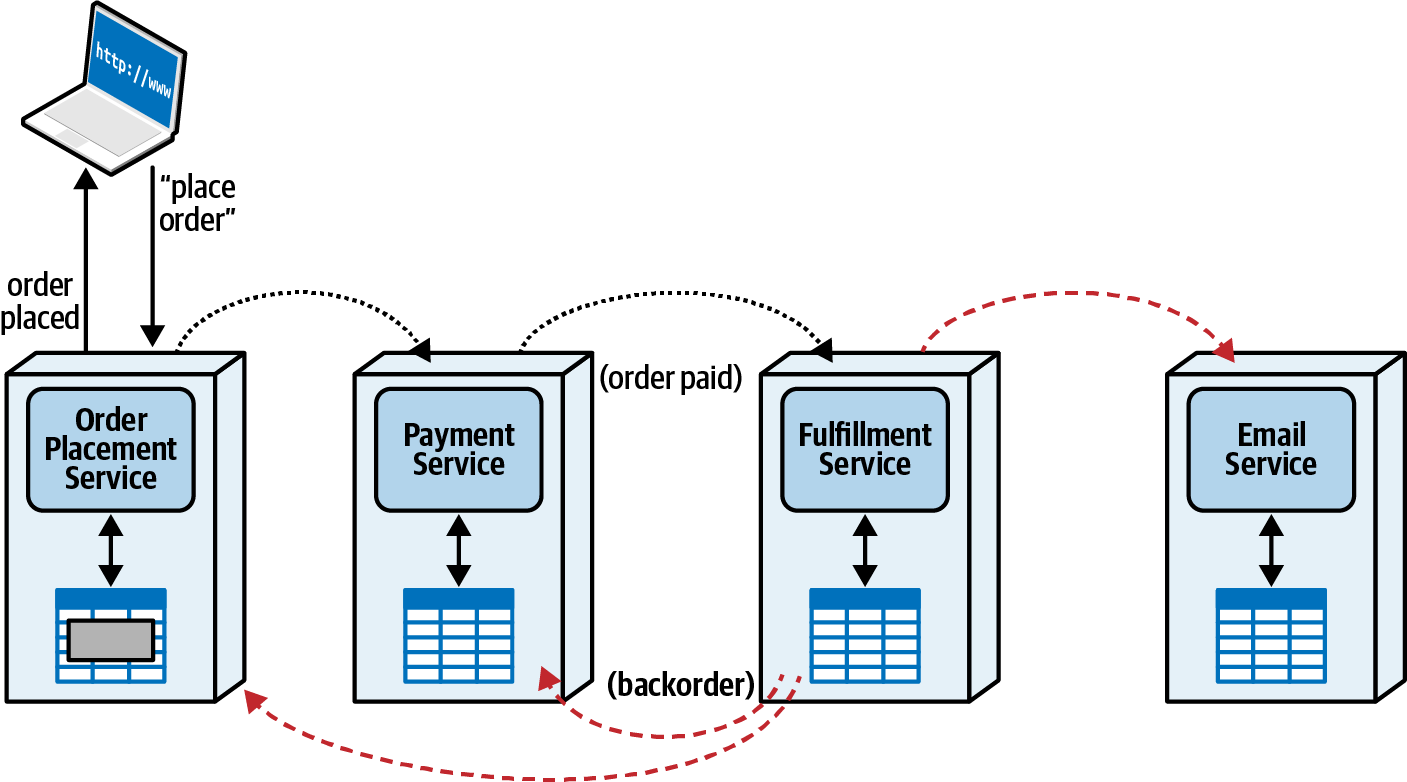 http://www
“place
order”
order
placed
Order
Placement
Service
Payment
Service
(order paid)
Fulfillment
Service
Email
Service
(backorder)